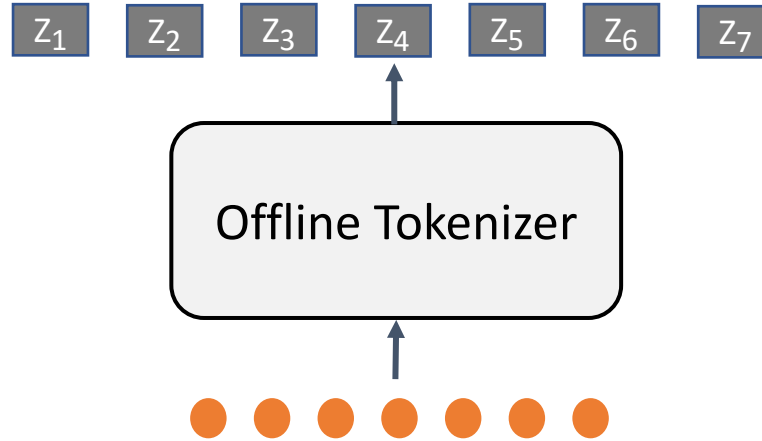 Z₁ Z₂ Z₃ Z₄ Z₅ Z₆ Z₇
Offline Tokenizer